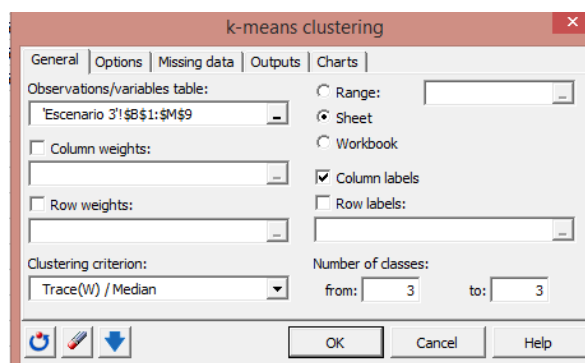 k-means clustering
General Options Missing data Outputs Charts
Observations/variables table:
'Escenario 3'!$B$1:$M$9
Column weights:
Row weights:
Clustering criterion:
Trace(W) / Median
Range:
Sheet
Workbook
Column labels
Row labels:
Number of classes:
from: 3 to: 3
OK Cancel Help